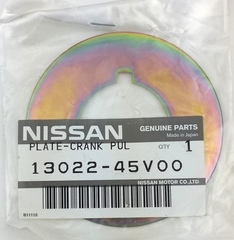 NISSAN
GENUINE PARTS
Made in Japan
PLATE-CRANK PUL QTY 1
13022-45V00
NISSAN MOTOR CO.,LTD.